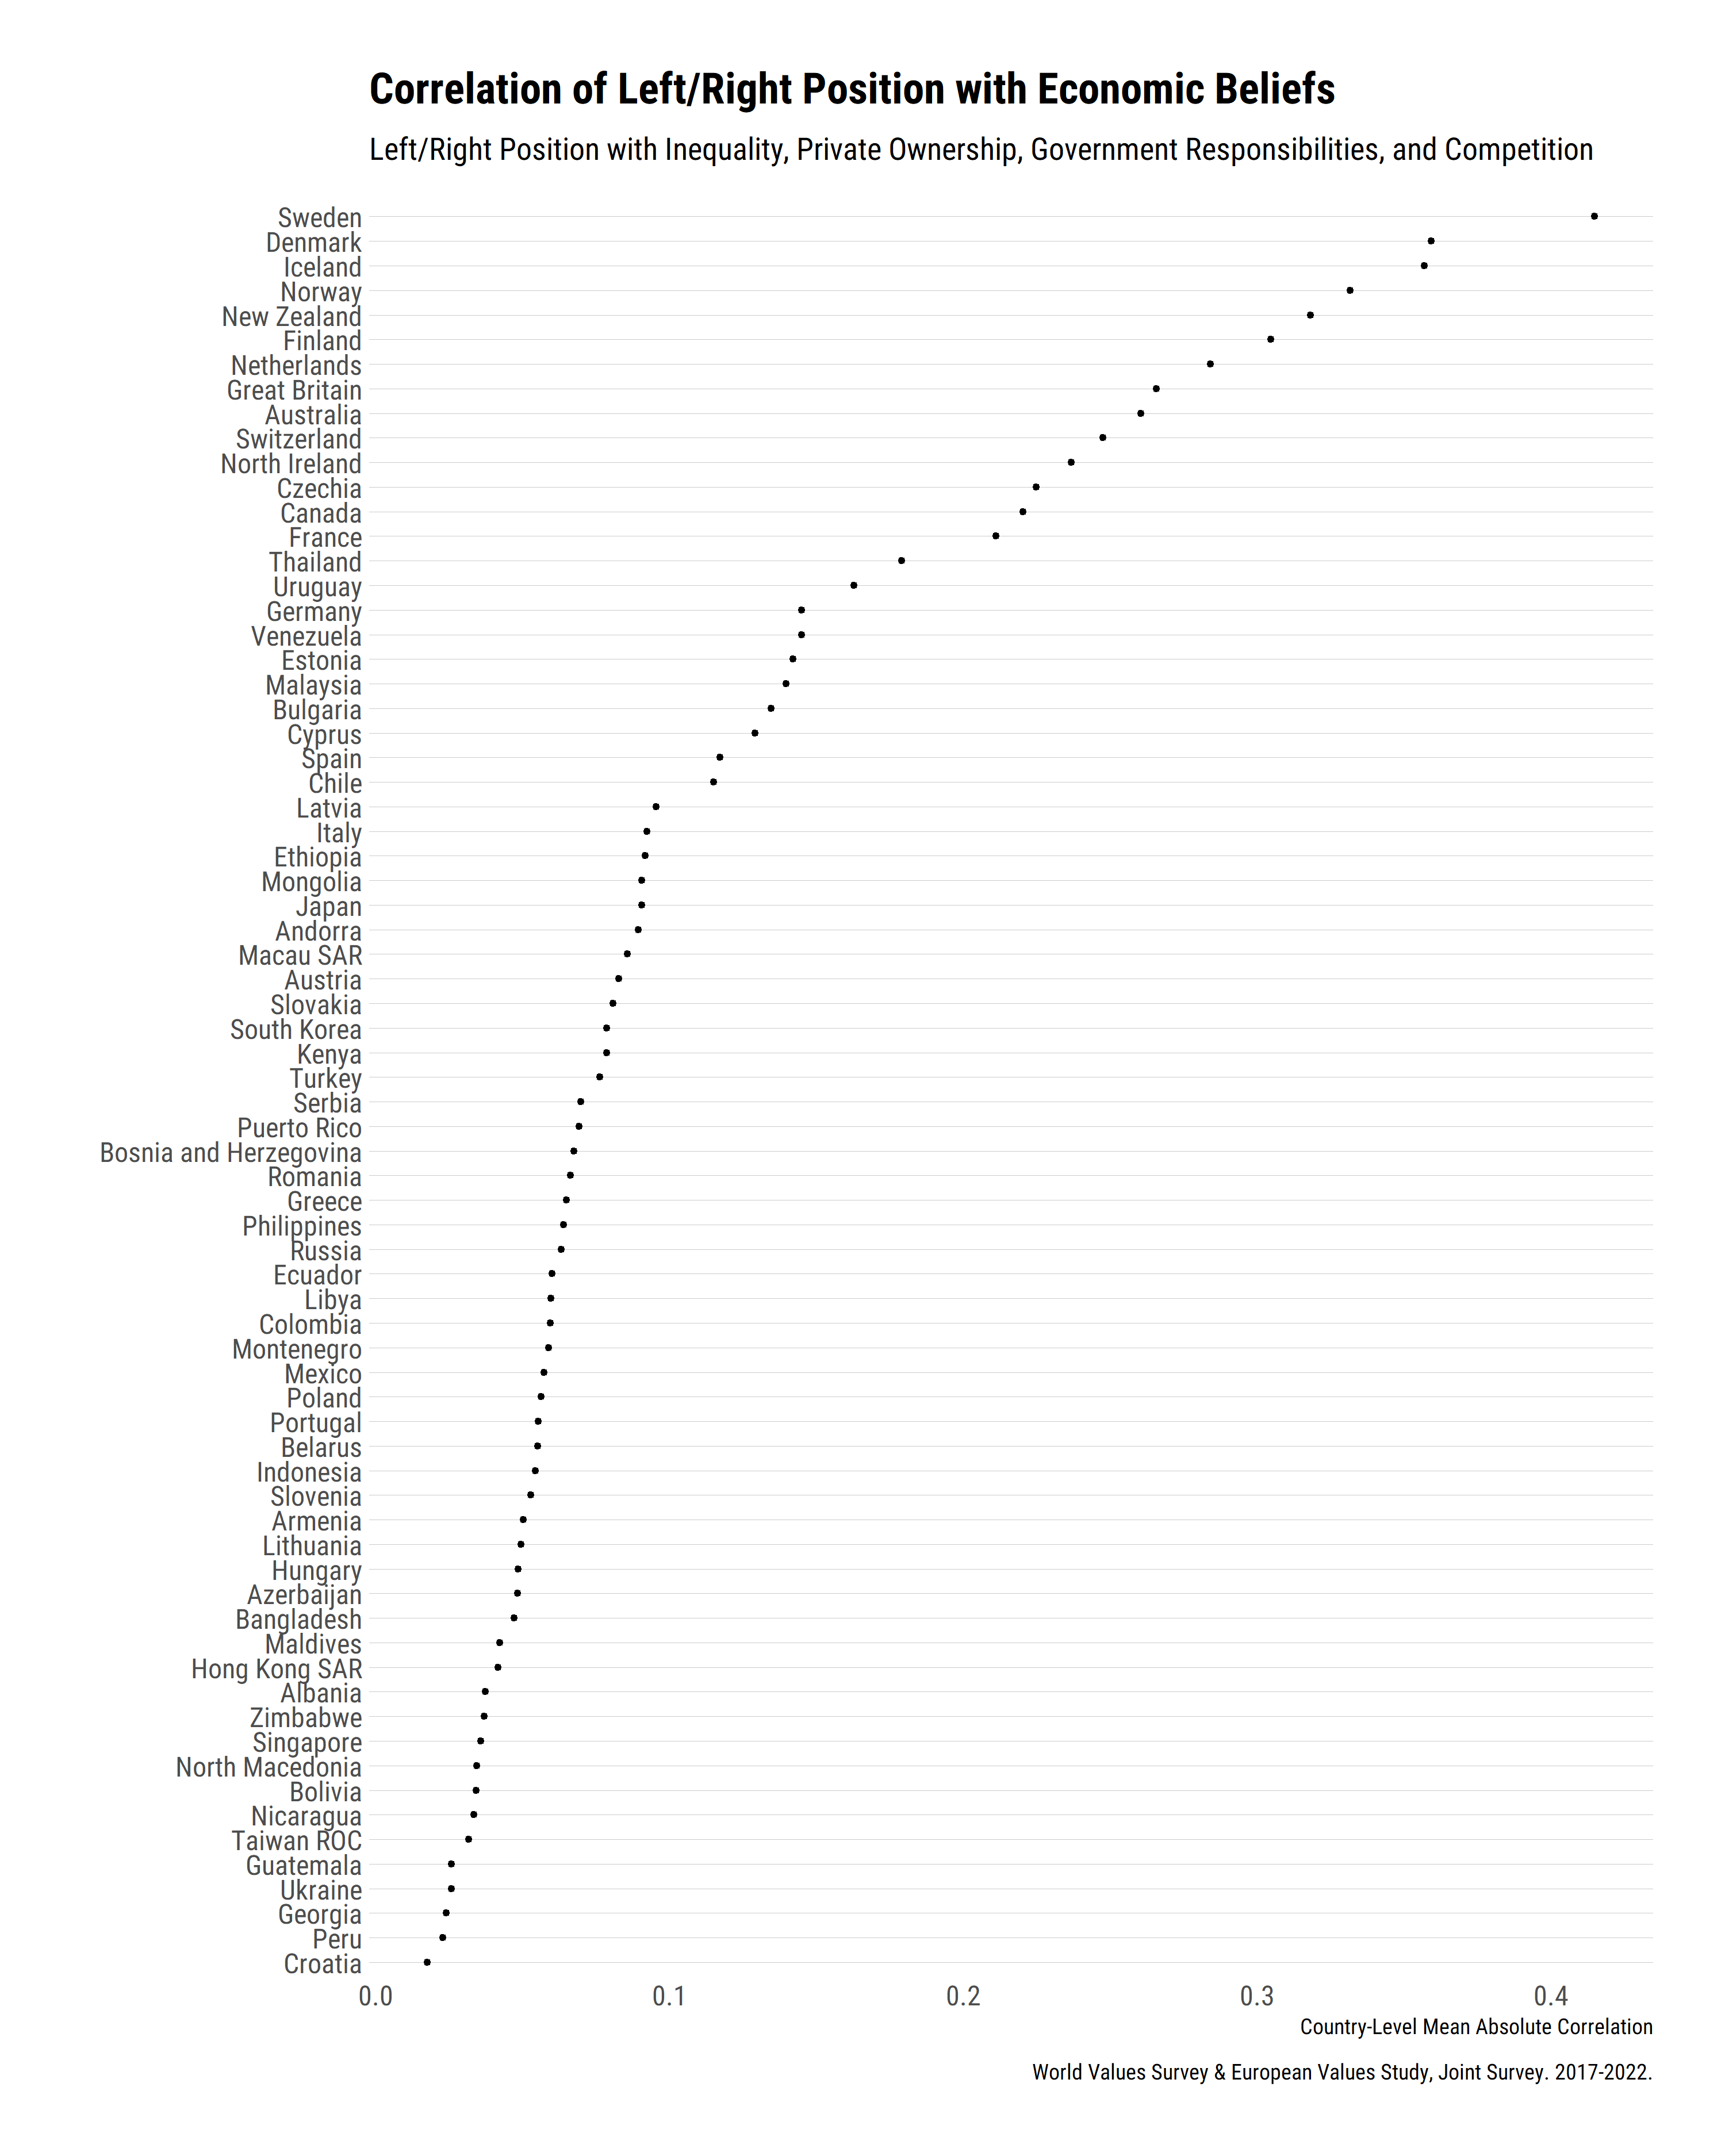 Correlation of Left/Right Position with Economic Beliefs
Left/Right Position with Inequality, Private Ownership, Government Responsibilities, and Competition
Sweden
Denmark
Iceland
Norway
New Zealand
Finland
Netherlands
Great Britain
Australia
Switzerland
North Ireland
Czechia
Canada
France
Thailand
Uruguay
Germany
Venezuela
Estonia
Malaysia
Bulgaria
Cyprus
Spain
Chile
Latvia
Italy
Ethiopia
Mongolia
Japan
Andorra
Macau SAR
Austria
Slovakia
South Korea
Kenya
Turkey
Serbia
Puerto Rico
Bosnia and Herzegovina
Romania
Greece
Philippines
Russia
Ecuador
Libya
Colombia
Montenegro
Mexico
Poland
Portugal
Belarus
Indonesia
Slovenia
Armenia
Lithuania
Hungary
Azerbaijan
Bangladesh
Maldives
Hong Kong SAR
Albania
Zimbabwe
Singapore
North Macedonia
Bolivia
Nicaragua
Taiwan ROC
Guatemala
Ukraine
Georgia
Peru
Croatia
0.0 0.1 0.2 0.3 0.4
Country-Level Mean Absolute Correlation
World Values Survey & European Values Study, Joint Survey. 2017-2022.